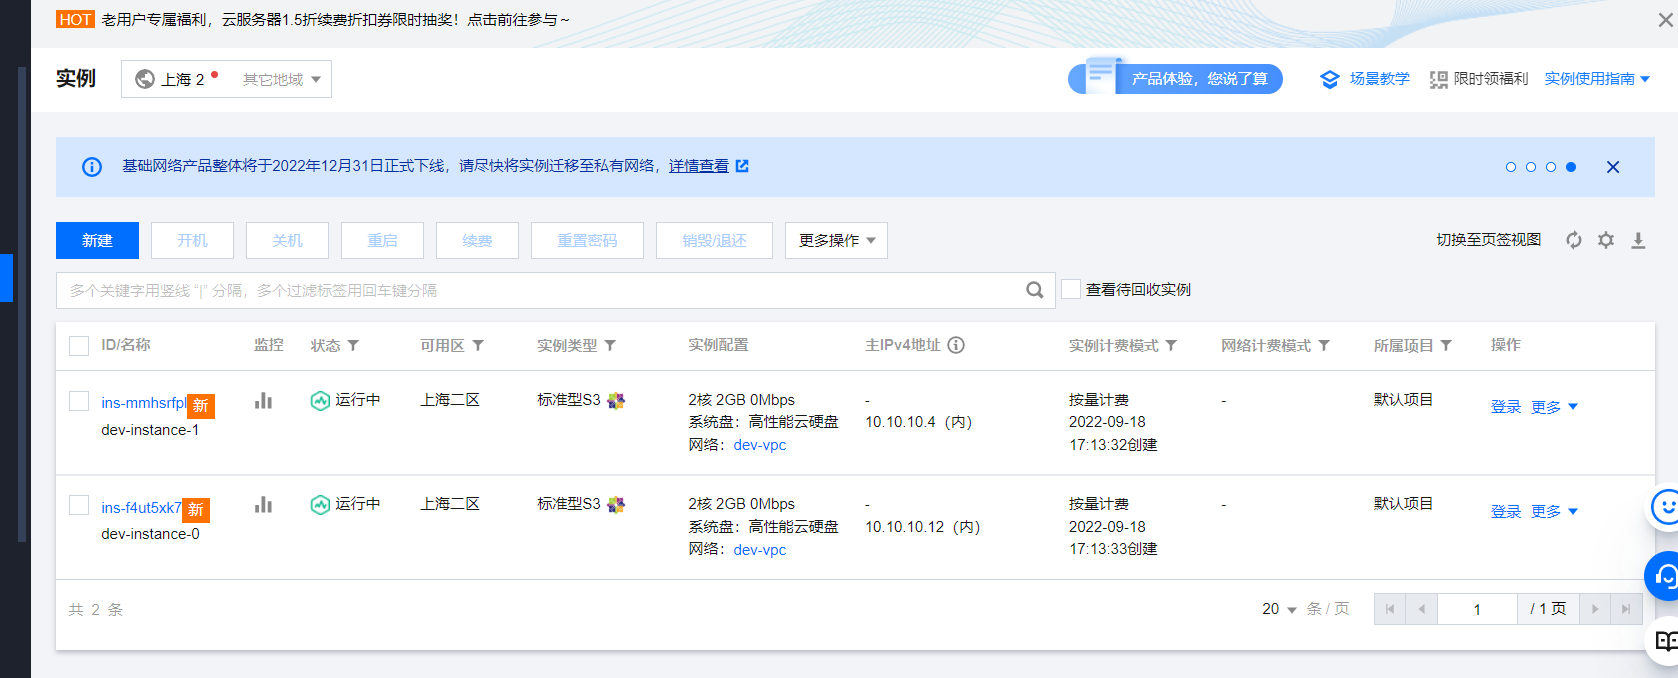 HOT 老用户专属福利，云服务器1.5折续费折扣券限时抽奖！点击前往参与~
实例 上海 2 其它地域 产品体验，您说了算 场景教学 限时领福利 实例使用指南
基础网络产品整体将于2022年12月31日正式下线，请尽快将实例迁移至私有网络，详情查看
新建 开机 关机 重启 续费 重置密码 销毁/退还 更多操作 切换至页签视图
多个关键字用竖线 “|” 分隔，多个过滤标签用回车键分隔 查看待回收实例
ID/名称 监控 状态 可用区 实例类型 实例配置 主IPv4地址 实例计费模式 网络计费模式 所属项目 操作
ins-mmhsrfpl 新 运行中 上海二区 标准型S3 2核 2GB 0Mbps - 按量计费 - 默认项目 登录 更多
dev-instance-1 系统盘：高性能云硬盘 10.10.10.4（内） 2022-09-18
网络：dev-vpc 17:13:32创建
ins-f4ut5xk7 新 运行中 上海二区 标准型S3 2核 2GB 0Mbps - 按量计费 - 默认项目 登录 更多
dev-instance-0 系统盘：高性能云硬盘 10.10.10.12（内） 2022-09-18
网络：dev-vpc 17:13:33创建
共 2 条 20 条 / 页 1 / 1 页